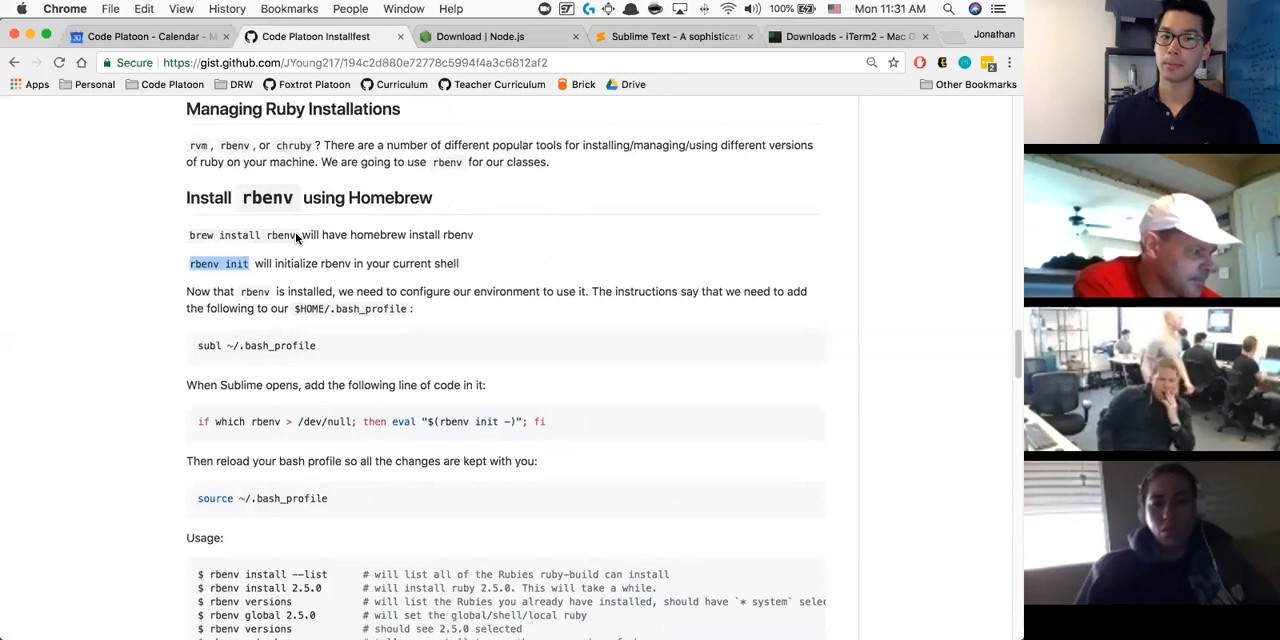 Chrome File Edit View History Bookmarks People Window Help 100% Mon 11:31 AM
Code Platoon - Calendar - M × Code Platoon Installfest × Download | Node.js × Sublime Text - A sophisticat × Downloads - iTerm2 - Mac O × Jonathan
Secure https://gist.github.com/JYoung217/194c2d880e72778c5994f4a3c6812af2
Apps Personal Code Platoon DRW Foxtrot Platoon Curriculum Teacher Curriculum Brick Drive Other Bookmarks
Managing Ruby Installations
rvm, rbenv, or chruby? There are a number of different popular tools for installing/managing/using different versions
of ruby on your machine. We are going to use rbenv for our classes.
Install rbenv using Homebrew
brew install rbenv will have homebrew install rbenv
rbenv init will initialize rbenv in your current shell
Now that rbenv is installed, we need to configure our environment to use it. The instructions say that we need to add
the following to our $HOME/.bash_profile:
subl ~/.bash_profile
When Sublime opens, add the following line of code in it:
if which rbenv > /dev/null; then eval "$(rbenv init -)"; fi
Then reload your bash profile so all the changes are kept with you:
source ~/.bash_profile
Usage:
$ rbenv install --list # will list all of the Rubies ruby-build can install
$ rbenv install 2.5.0 # will install ruby 2.5.0. This will take a while.
$ rbenv versions # will list the Rubies you already have installed, should have `* system` selec
$ rbenv global 2.5.0 # will set the global/shell/local ruby
$ rbenv versions # should see 2.5.0 selected